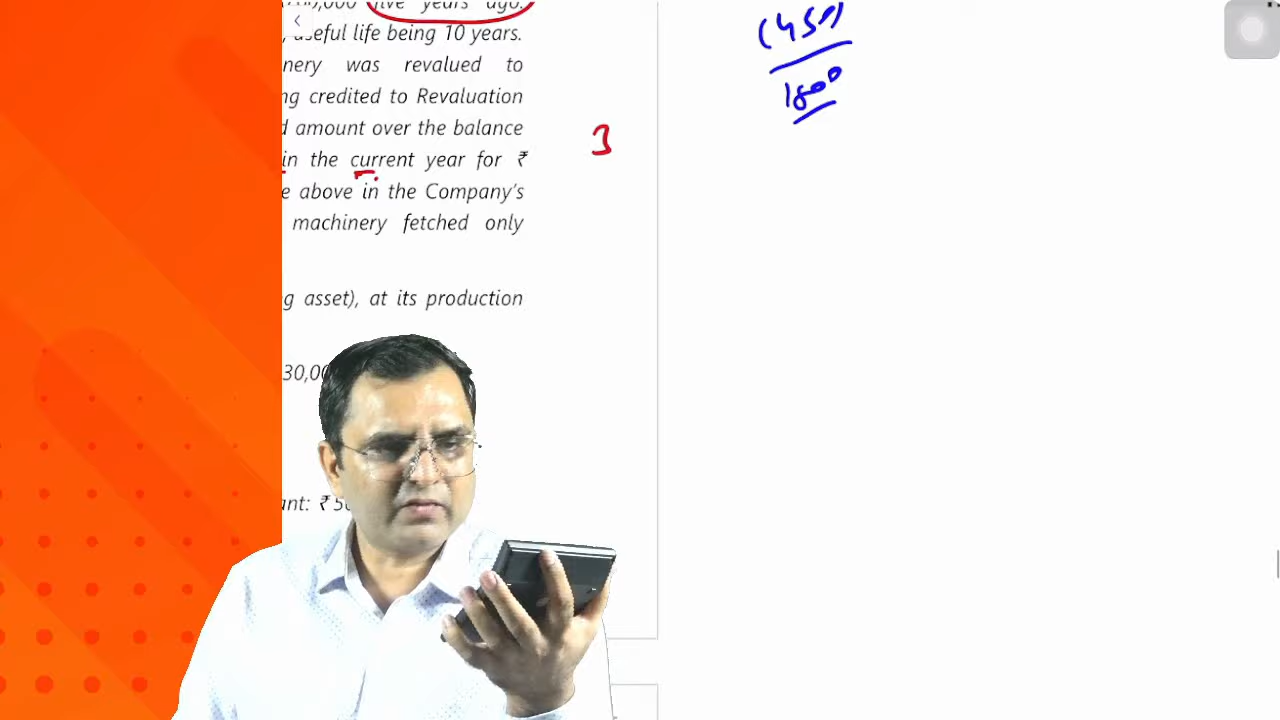 five years ago.
useful life being 10 years.
nery was revalued to
ng credited to Revaluation
d amount over the balance
in the current year for ₹
e above in the Company's
machinery fetched only
g asset), at its production
30,00
ant: ₹ 50
3
(450)
1800